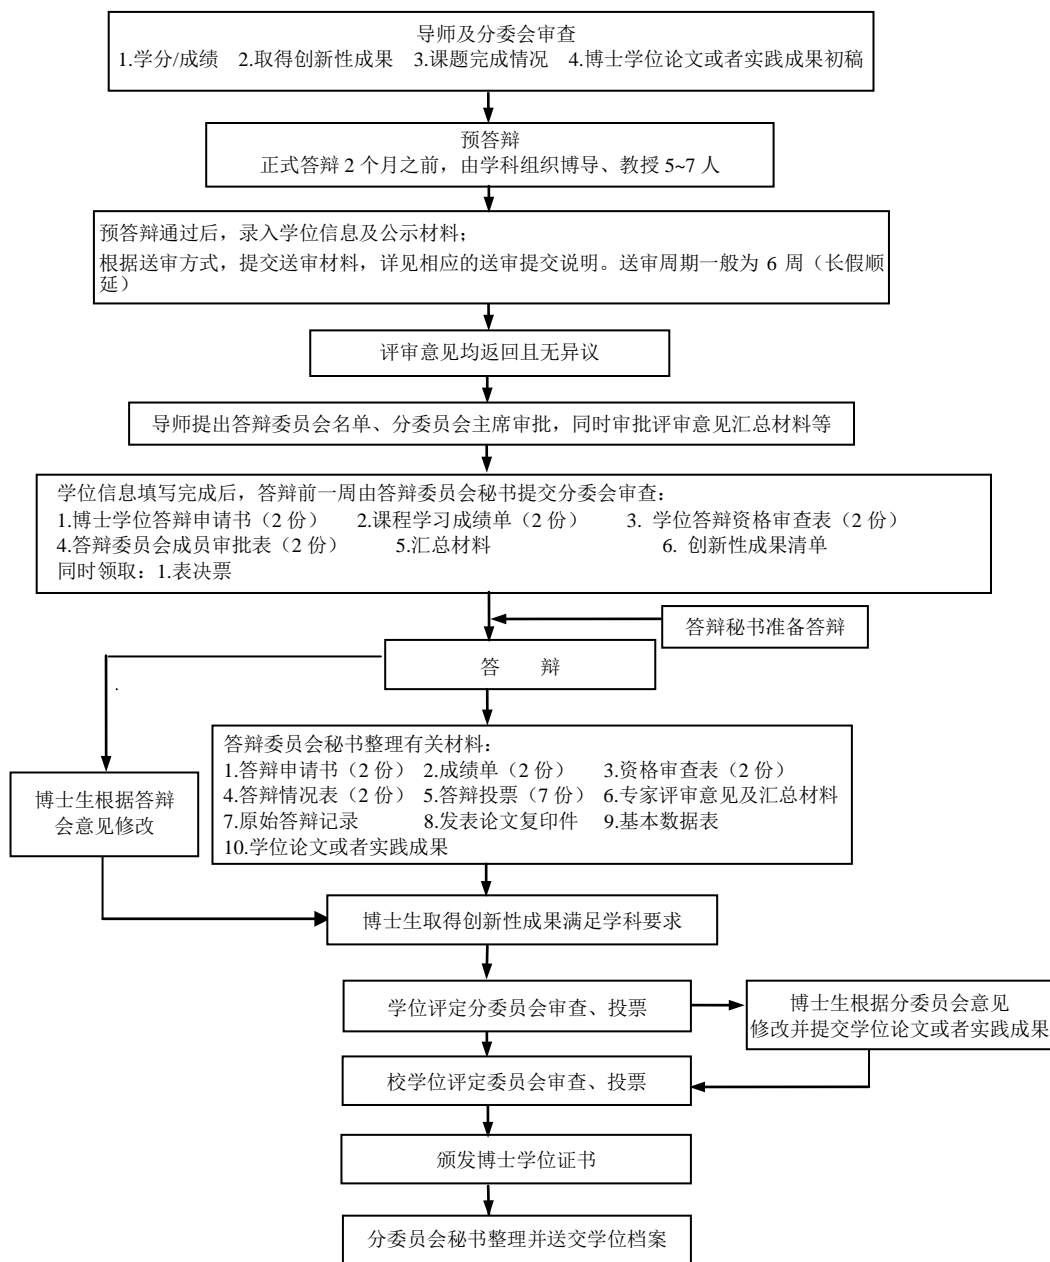 导师及分委会审查
1.学分/成绩 2.取得创新性成果 3.课题完成情况 4.博士学位论文或者实践成果初稿
预答辩
正式答辩 2 个月之前，由学科组织博导、教授 5~7 人
预答辩通过后，录入学位信息及公示材料；
根据送审方式，提交送审材料，详见相应的送审提交说明。送审周期一般为 6 周（长假顺
延）
评审意见均返回且无异议
导师提出答辩委员会名单、分委员会主席审批，同时审批评审意见汇总材料等
学位信息填写完成后，答辩前一周由答辩委员会秘书提交分委会审查：
1.博士学位答辩申请书（2 份） 2.课程学习成绩单（2 份） 3. 学位答辩资格审查表（2 份）
4.答辩委员会成员审批表（2 份） 5.汇总材料 6. 创新性成果清单
同时领取：1.表决票
答辩秘书准备答辩
答 辩
.
答辩委员会秘书整理有关材料：
1.答辩申请书（2 份） 2.成绩单（2 份） 3.资格审查表（2 份）
4.答辩情况表（2 份） 5.答辩投票（7 份） 6.专家评审意见及汇总材料
7.原始答辩记录 8.发表论文复印件 9.基本数据表
10.学位论文或者实践成果
博士生根据答辩
会意见修改
博士生取得创新性成果满足学科要求
学位评定分委员会审查、投票
博士生根据分委员会意见
修改并提交学位论文或者实践成果
校学位评定委员会审查、投票
颁发博士学位证书
分委员会秘书整理并送交学位档案